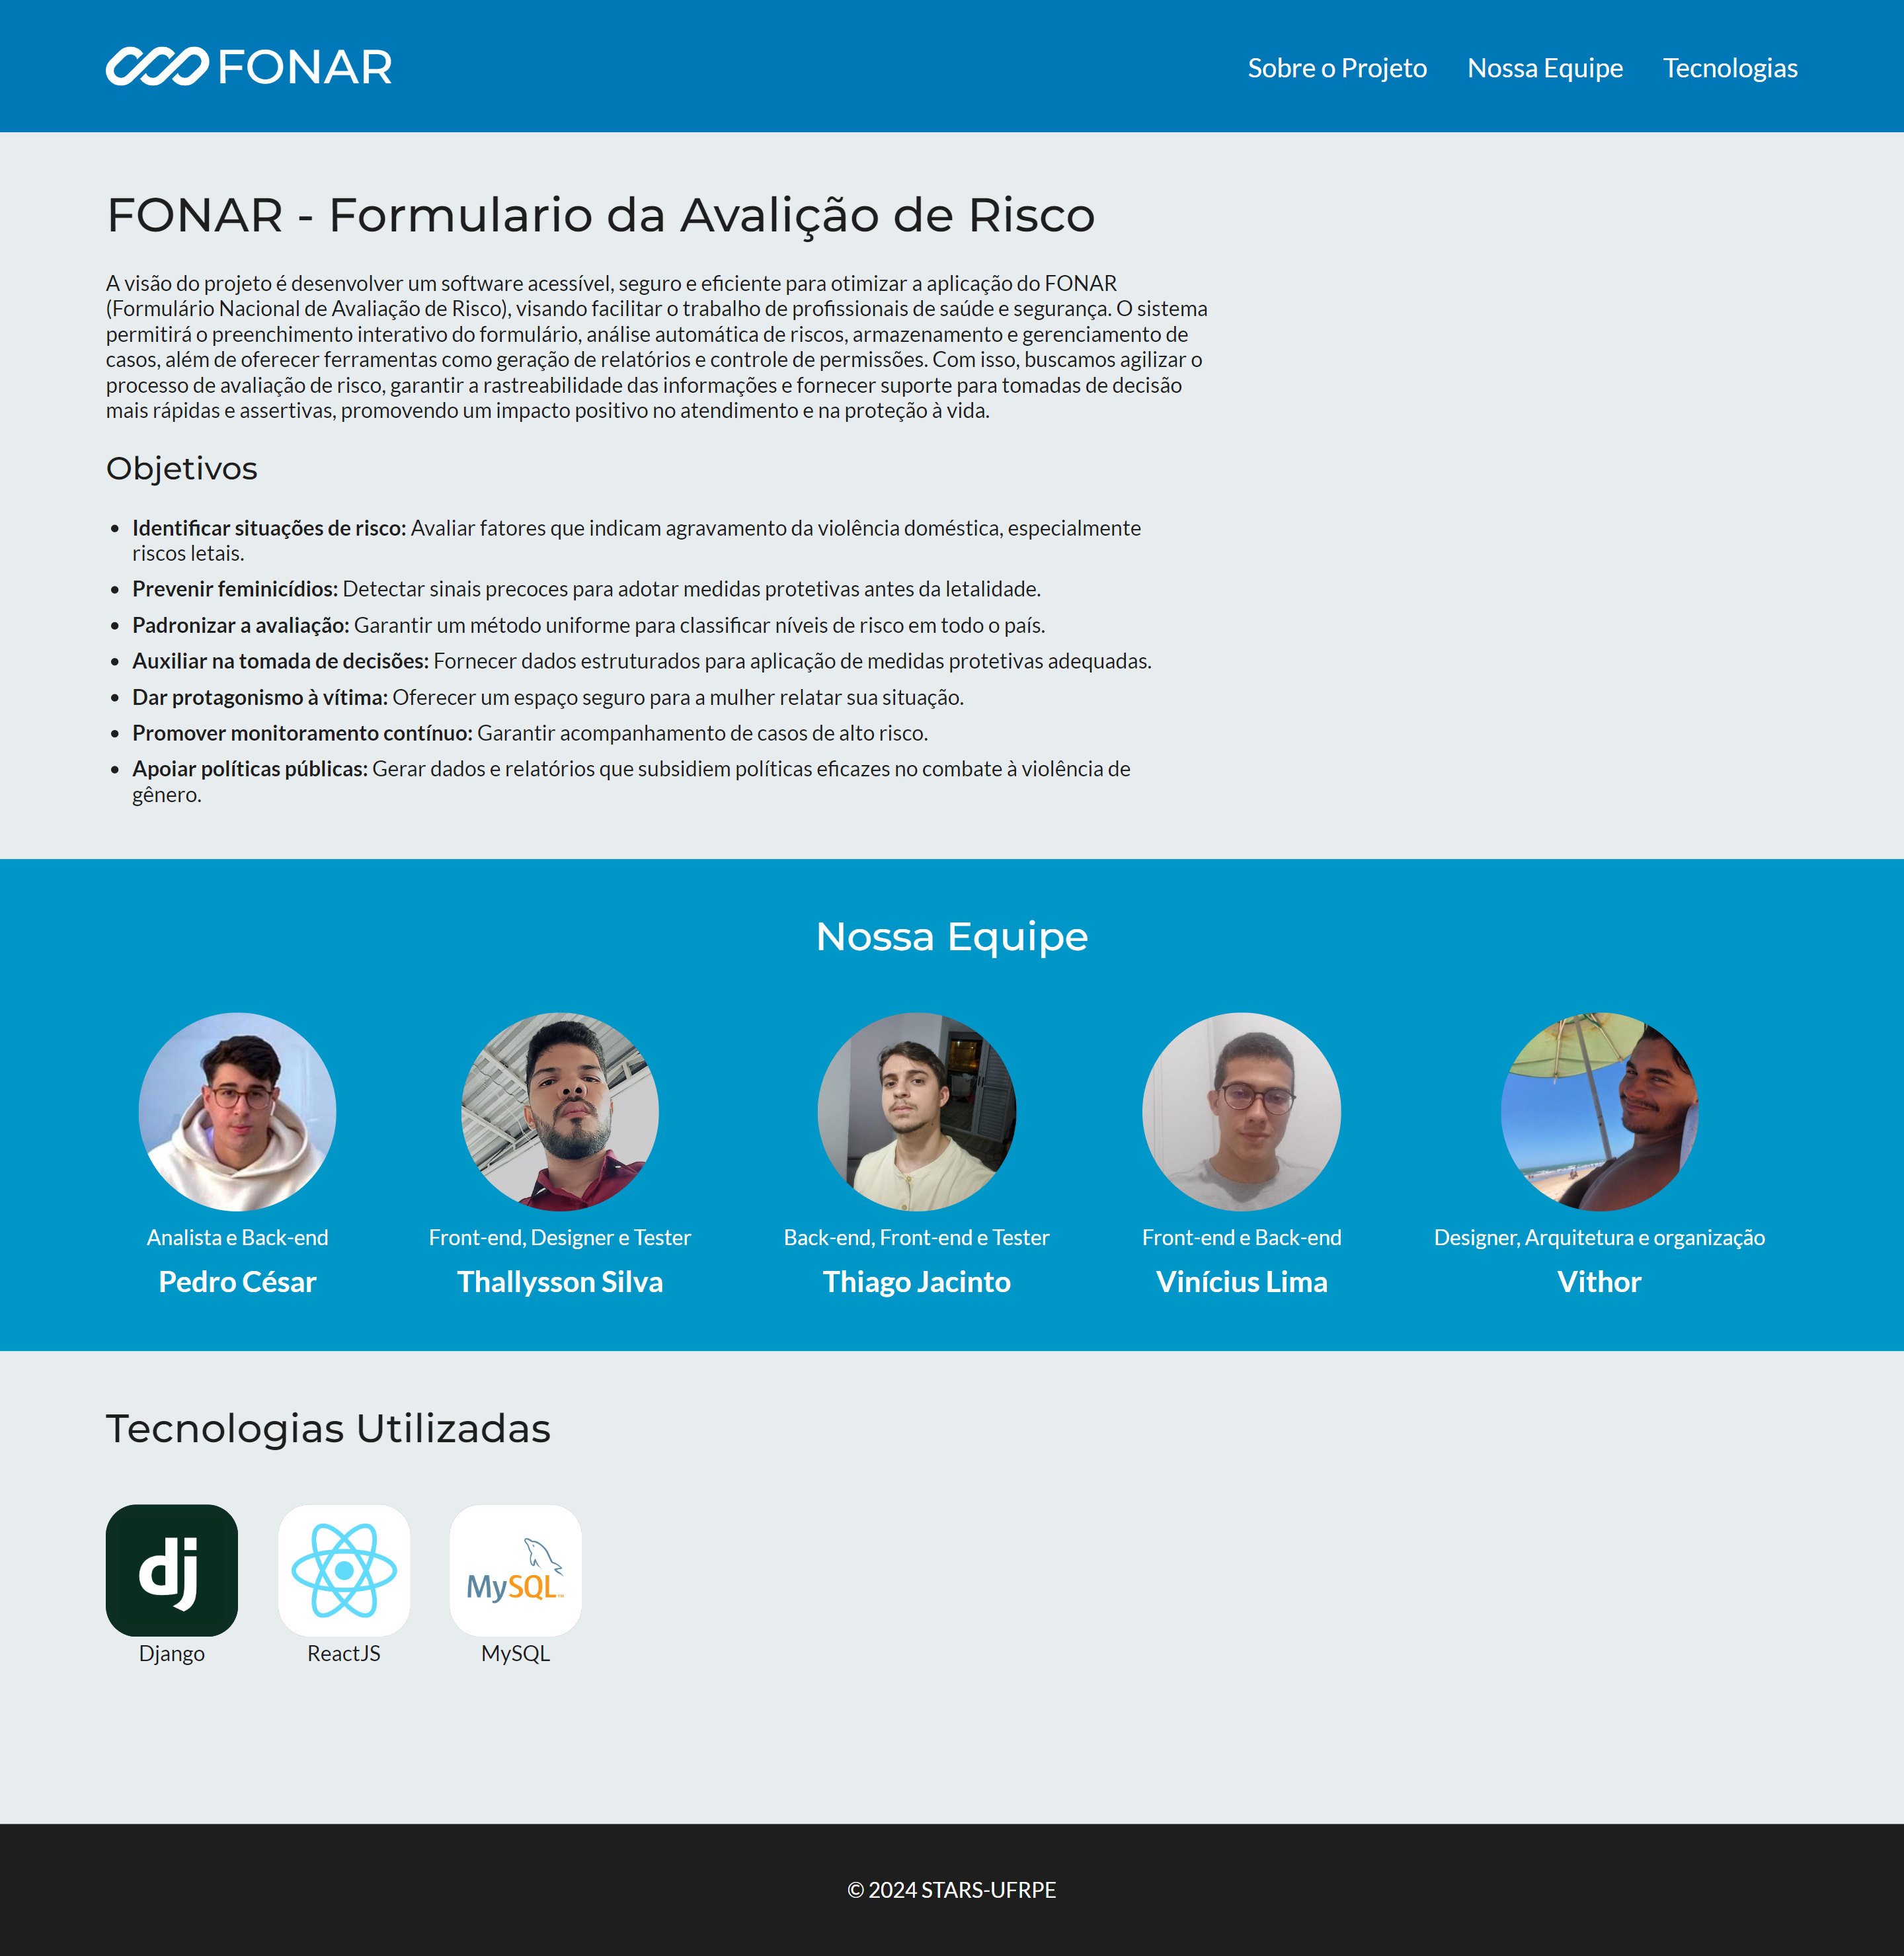 FONAR
Sobre o Projeto Nossa Equipe Tecnologias
FONAR - Formulario da Avalição de Risco
A visão do projeto é desenvolver um software acessível, seguro e eficiente para otimizar a aplicação do FONAR
(Formulário Nacional de Avaliação de Risco), visando facilitar o trabalho de profissionais de saúde e segurança. O sistema
permitirá o preenchimento interativo do formulário, análise automática de riscos, armazenamento e gerenciamento de
casos, além de oferecer ferramentas como geração de relatórios e controle de permissões. Com isso, buscamos agilizar o
processo de avaliação de risco, garantir a rastreabilidade das informações e fornecer suporte para tomadas de decisão
mais rápidas e assertivas, promovendo um impacto positivo no atendimento e na proteção à vida.
Objetivos
• Identificar situações de risco: Avaliar fatores que indicam agravamento da violência doméstica, especialmente
riscos letais.
• Prevenir feminicídios: Detectar sinais precoces para adotar medidas protetivas antes da letalidade.
• Padronizar a avaliação: Garantir um método uniforme para classificar níveis de risco em todo o país.
• Auxiliar na tomada de decisões: Fornecer dados estruturados para aplicação de medidas protetivas adequadas.
• Dar protagonismo à vítima: Oferecer um espaço seguro para a mulher relatar sua situação.
• Promover monitoramento contínuo: Garantir acompanhamento de casos de alto risco.
• Apoiar políticas públicas: Gerar dados e relatórios que subsidiem políticas eficazes no combate à violência de
gênero.
Nossa Equipe
Analista e Back-end
Pedro César
Front-end, Designer e Tester
Thallysson Silva
Back-end, Front-end e Tester
Thiago Jacinto
Front-end e Back-end
Vinícius Lima
Designer, Arquitetura e organização
Vithor
Tecnologias Utilizadas
dj
Django
ReactJS
MySQL
MySQL
© 2024 STARS-UFRPE